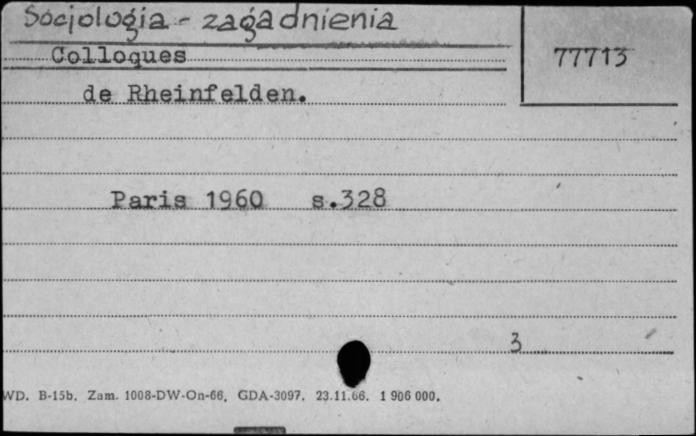 Socjologia - zagadnienia
Colloques
77713
de Rheinfelden.
Paris 1960 s.328
3
WD. B-15b. Zam. 1008-DW-On-66. GDA-3097. 23.11.66. 1 906 000.